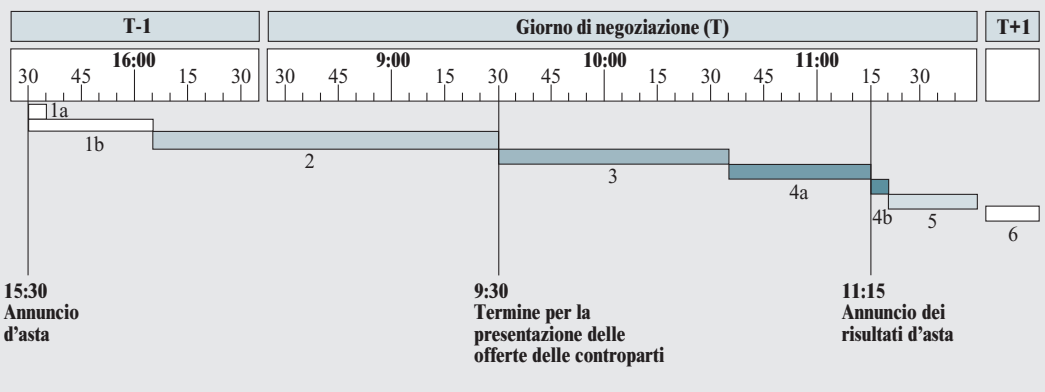 T-1 Giorno di negoziazione (T) T+1
16:00 9:00 10:00 11:00
30 45 15 30 30 45 15 30 45 15 30 45 15 30
1a
1b
2
3
4a
4b 5
6
15:30 9:30 11:15
Annuncio Termine per la Annuncio dei
d'asta presentazione delle risultati d'asta
offerte delle controparti